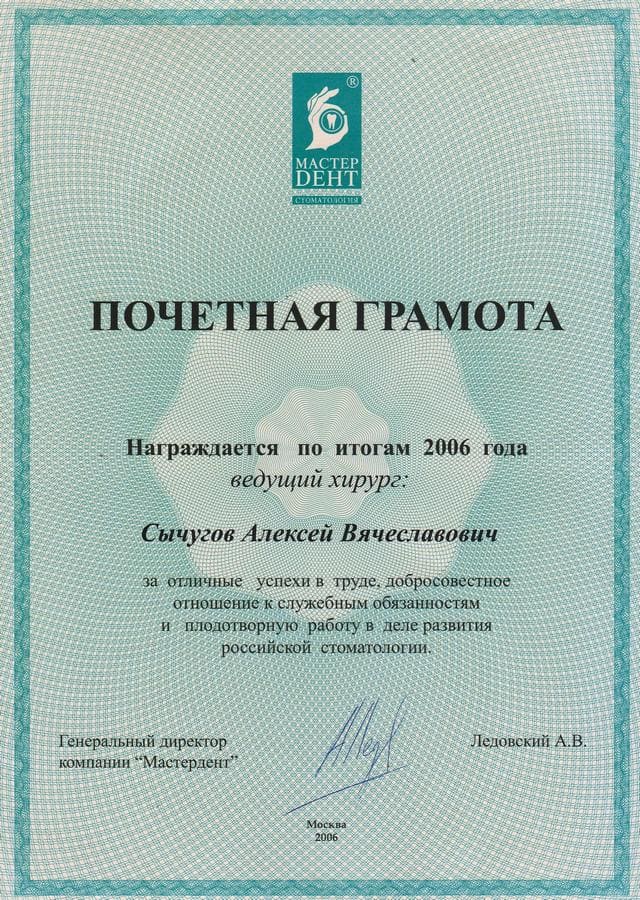 ®
МАСТЕР
ДЕНТ
СТОМАТОЛОГИЯ
ПОЧЕТНАЯ ГРАМОТА
Награждается по итогам 2006 года
ведущий хирург:
Сычугов Алексей Вячеславович
за отличные успехи в труде, добросовестное
отношение к служебным обязанностям
и плодотворную работу в деле развития
российской стоматологии.
Генеральный директор
компании “Мастердент”
Ледовский А.В.
Москва
2006